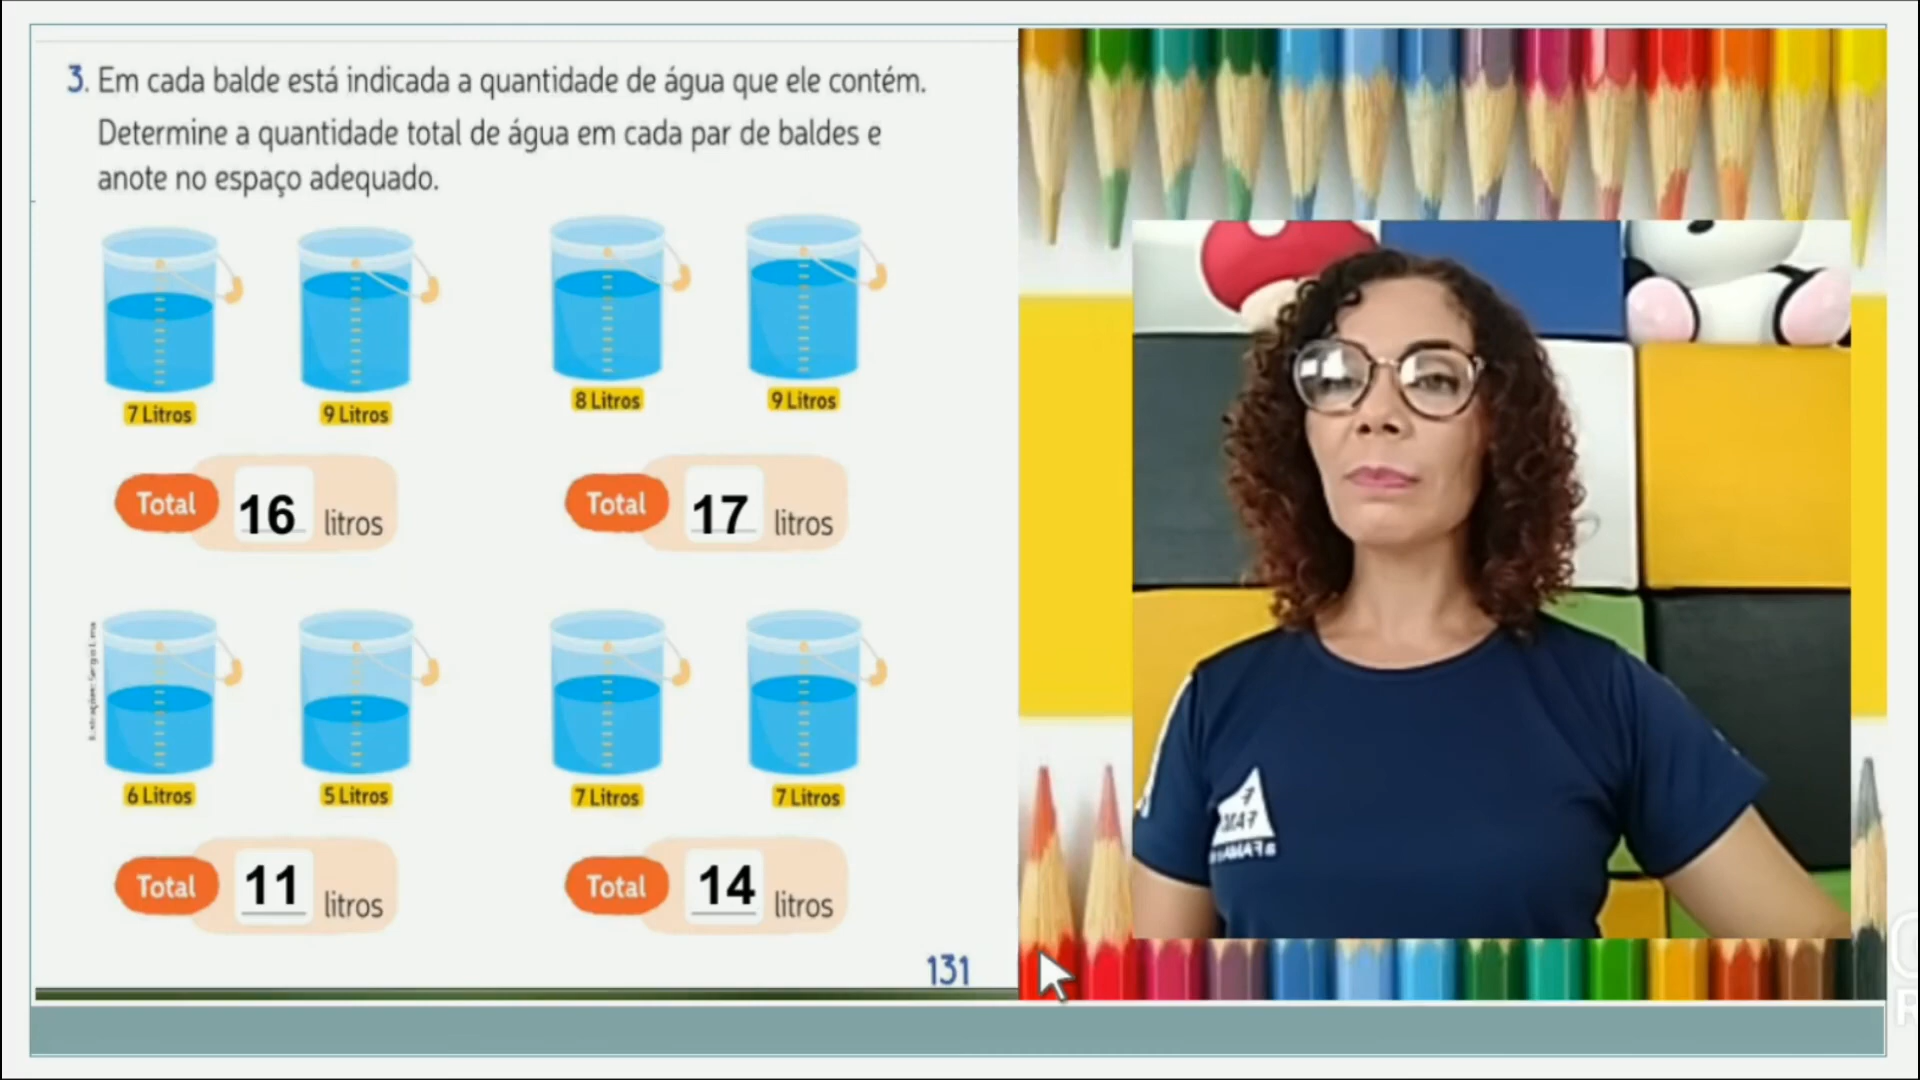 3. Em cada balde está indicada a quantidade de água que ele contém.
Determine a quantidade total de água em cada par de baldes e
anote no espaço adequado.
7 Litros
9 Litros
8 Litros
9 Litros
Total 16 litros
Total 17 litros
6 Litros
5 Litros
7 Litros
7 Litros
Total 11 litros
Total 14 litros
131